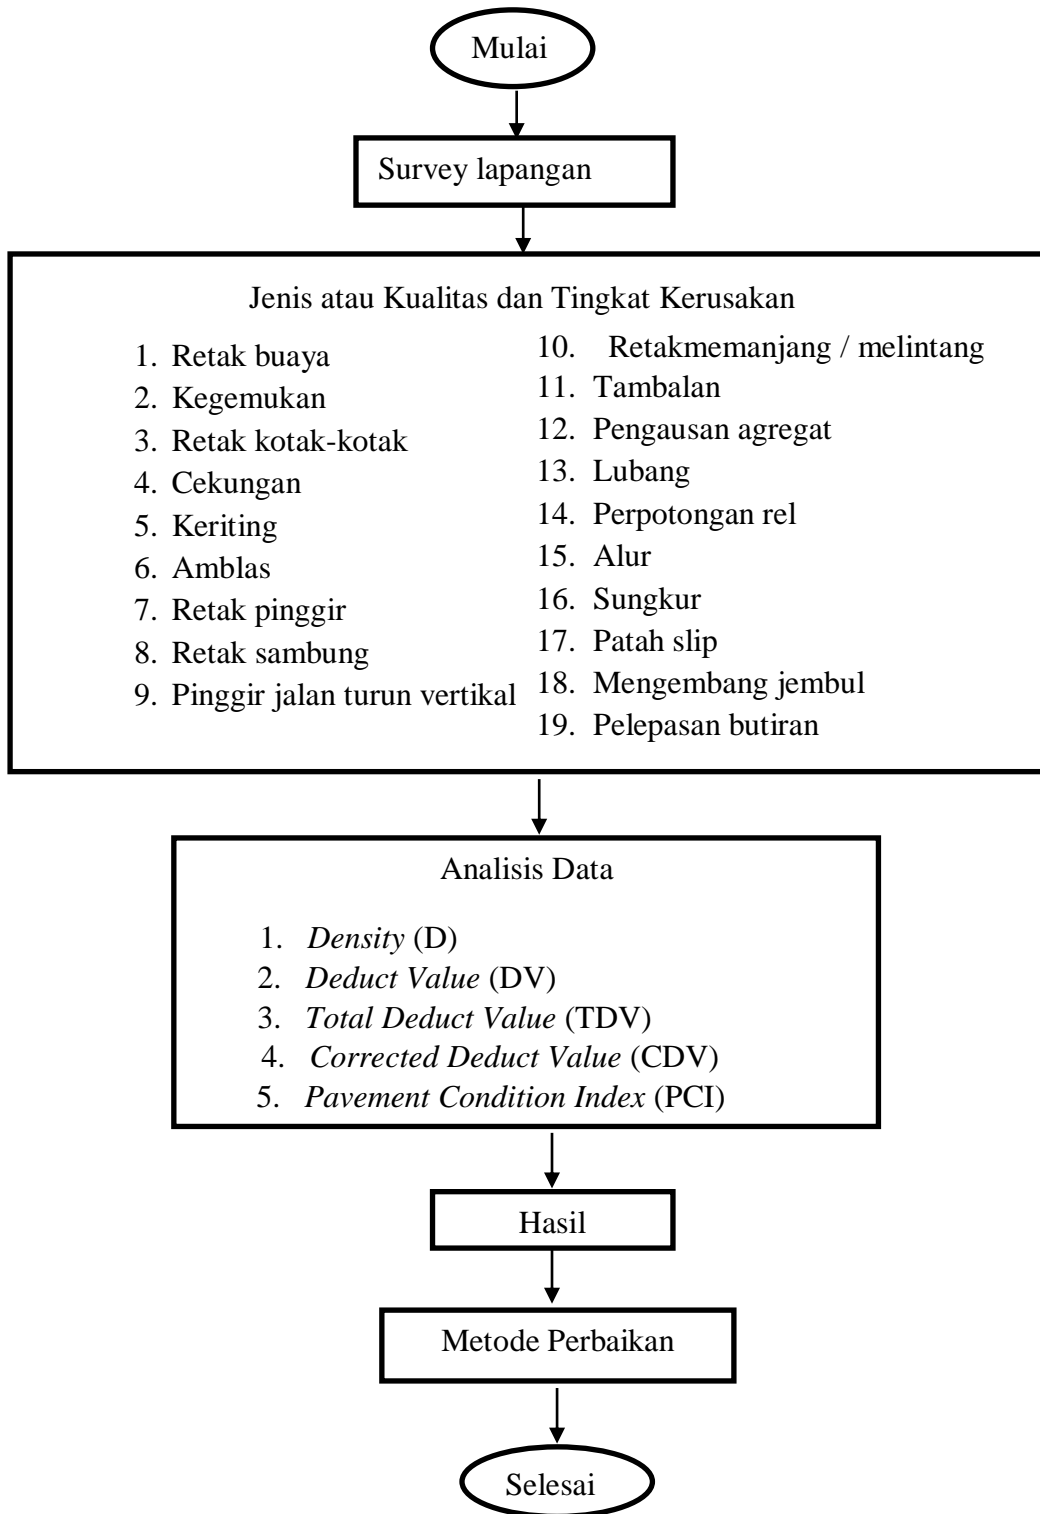 Mulai
Survey lapangan
Jenis atau Kualitas dan Tingkat Kerusakan
1. Retak buaya
2. Kegemukan
3. Retak kotak-kotak
4. Cekungan
5. Keriting
6. Amblas
7. Retak pinggir
8. Retak sambung
9. Pinggir jalan turun vertikal
10. Retakmemanjang / melintang
11. Tambalan
12. Pengausan agregat
13. Lubang
14. Perpotongan rel
15. Alur
16. Sungkur
17. Patah slip
18. Mengembang jembul
19. Pelepasan butiran
Analisis Data
1. Density (D)
2. Deduct Value (DV)
3. Total Deduct Value (TDV)
4. Corrected Deduct Value (CDV)
5. Pavement Condition Index (PCI)
Hasil
Metode Perbaikan
Selesai